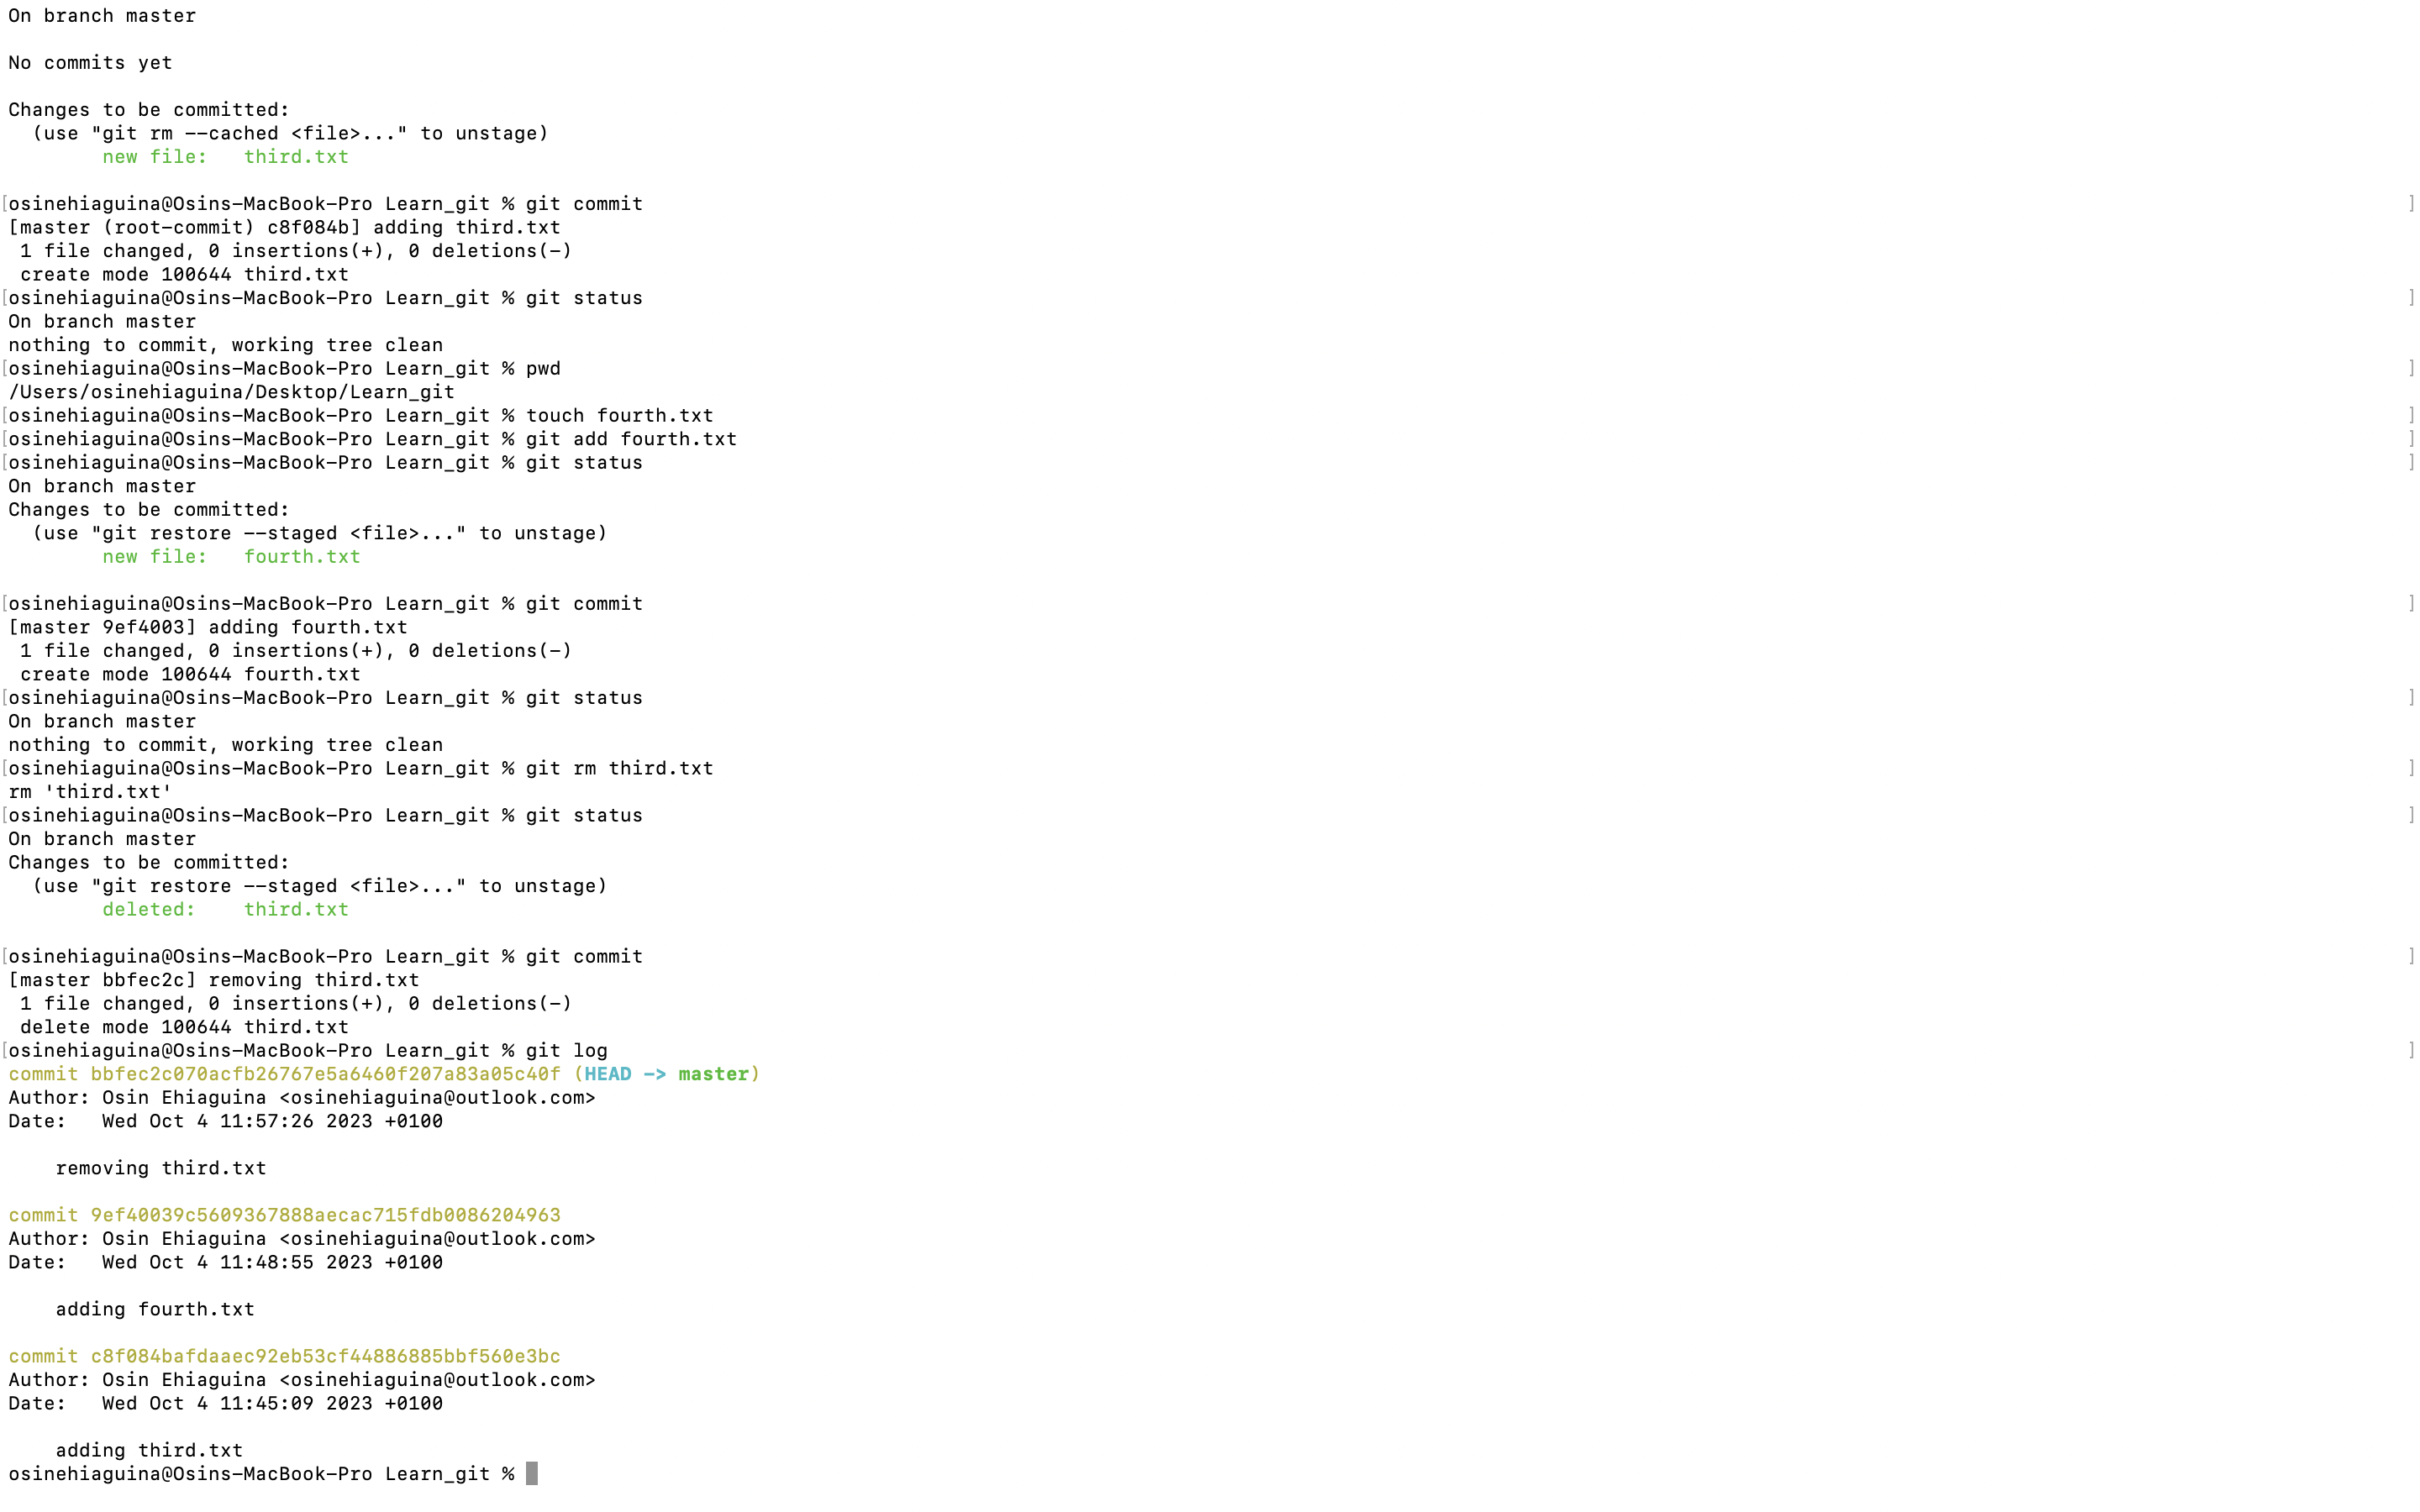 On branch master

No commits yet

Changes to be committed:
  (use "git rm --cached <file>..." to unstage)
        new file:   third.txt

[osinehiaguina@Osins-MacBook-Pro Learn_git % git commit ]
[master (root-commit) c8f084b] adding third.txt
 1 file changed, 0 insertions(+), 0 deletions(-)
 create mode 100644 third.txt
[osinehiaguina@Osins-MacBook-Pro Learn_git % git status ]
On branch master
nothing to commit, working tree clean
[osinehiaguina@Osins-MacBook-Pro Learn_git % pwd ]
/Users/osinehiaguina/Desktop/Learn_git
[osinehiaguina@Osins-MacBook-Pro Learn_git % touch fourth.txt ]
[osinehiaguina@Osins-MacBook-Pro Learn_git % git add fourth.txt ]
[osinehiaguina@Osins-MacBook-Pro Learn_git % git status ]
On branch master
Changes to be committed:
  (use "git restore --staged <file>..." to unstage)
        new file:   fourth.txt

[osinehiaguina@Osins-MacBook-Pro Learn_git % git commit ]
[master 9ef4003] adding fourth.txt
 1 file changed, 0 insertions(+), 0 deletions(-)
 create mode 100644 fourth.txt
[osinehiaguina@Osins-MacBook-Pro Learn_git % git status ]
On branch master
nothing to commit, working tree clean
[osinehiaguina@Osins-MacBook-Pro Learn_git % git rm third.txt ]
rm 'third.txt'
[osinehiaguina@Osins-MacBook-Pro Learn_git % git status ]
On branch master
Changes to be committed:
  (use "git restore --staged <file>..." to unstage)
        deleted:    third.txt

[osinehiaguina@Osins-MacBook-Pro Learn_git % git commit ]
[master bbfec2c] removing third.txt
 1 file changed, 0 insertions(+), 0 deletions(-)
 delete mode 100644 third.txt
[osinehiaguina@Osins-MacBook-Pro Learn_git % git log ]
commit bbfec2c070acfb26767e5a6460f207a83a05c40f (HEAD -> master)
Author: Osin Ehiaguina <osinehiaguina@outlook.com>
Date:   Wed Oct 4 11:57:26 2023 +0100

    removing third.txt

commit 9ef40039c5609367888aecac715fdb0086204963
Author: Osin Ehiaguina <osinehiaguina@outlook.com>
Date:   Wed Oct 4 11:48:55 2023 +0100

    adding fourth.txt

commit c8f084bafdaaec92eb53cf44886885bbf560e3bc
Author: Osin Ehiaguina <osinehiaguina@outlook.com>
Date:   Wed Oct 4 11:45:09 2023 +0100

    adding third.txt
osinehiaguina@Osins-MacBook-Pro Learn_git %